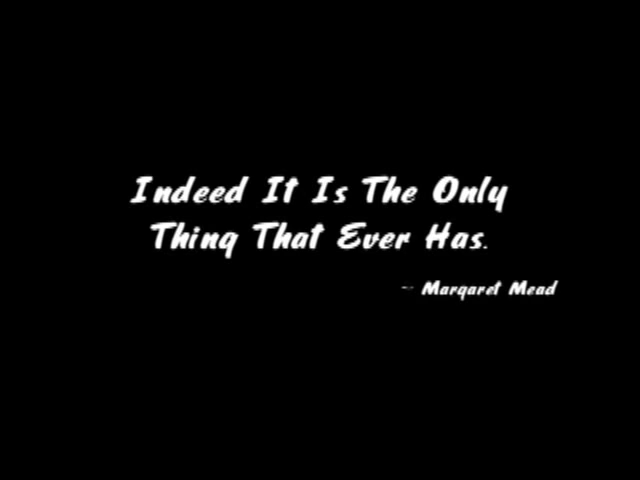 Indeed It Is The Only
Thing That Ever Has.
~ Margaret Mead